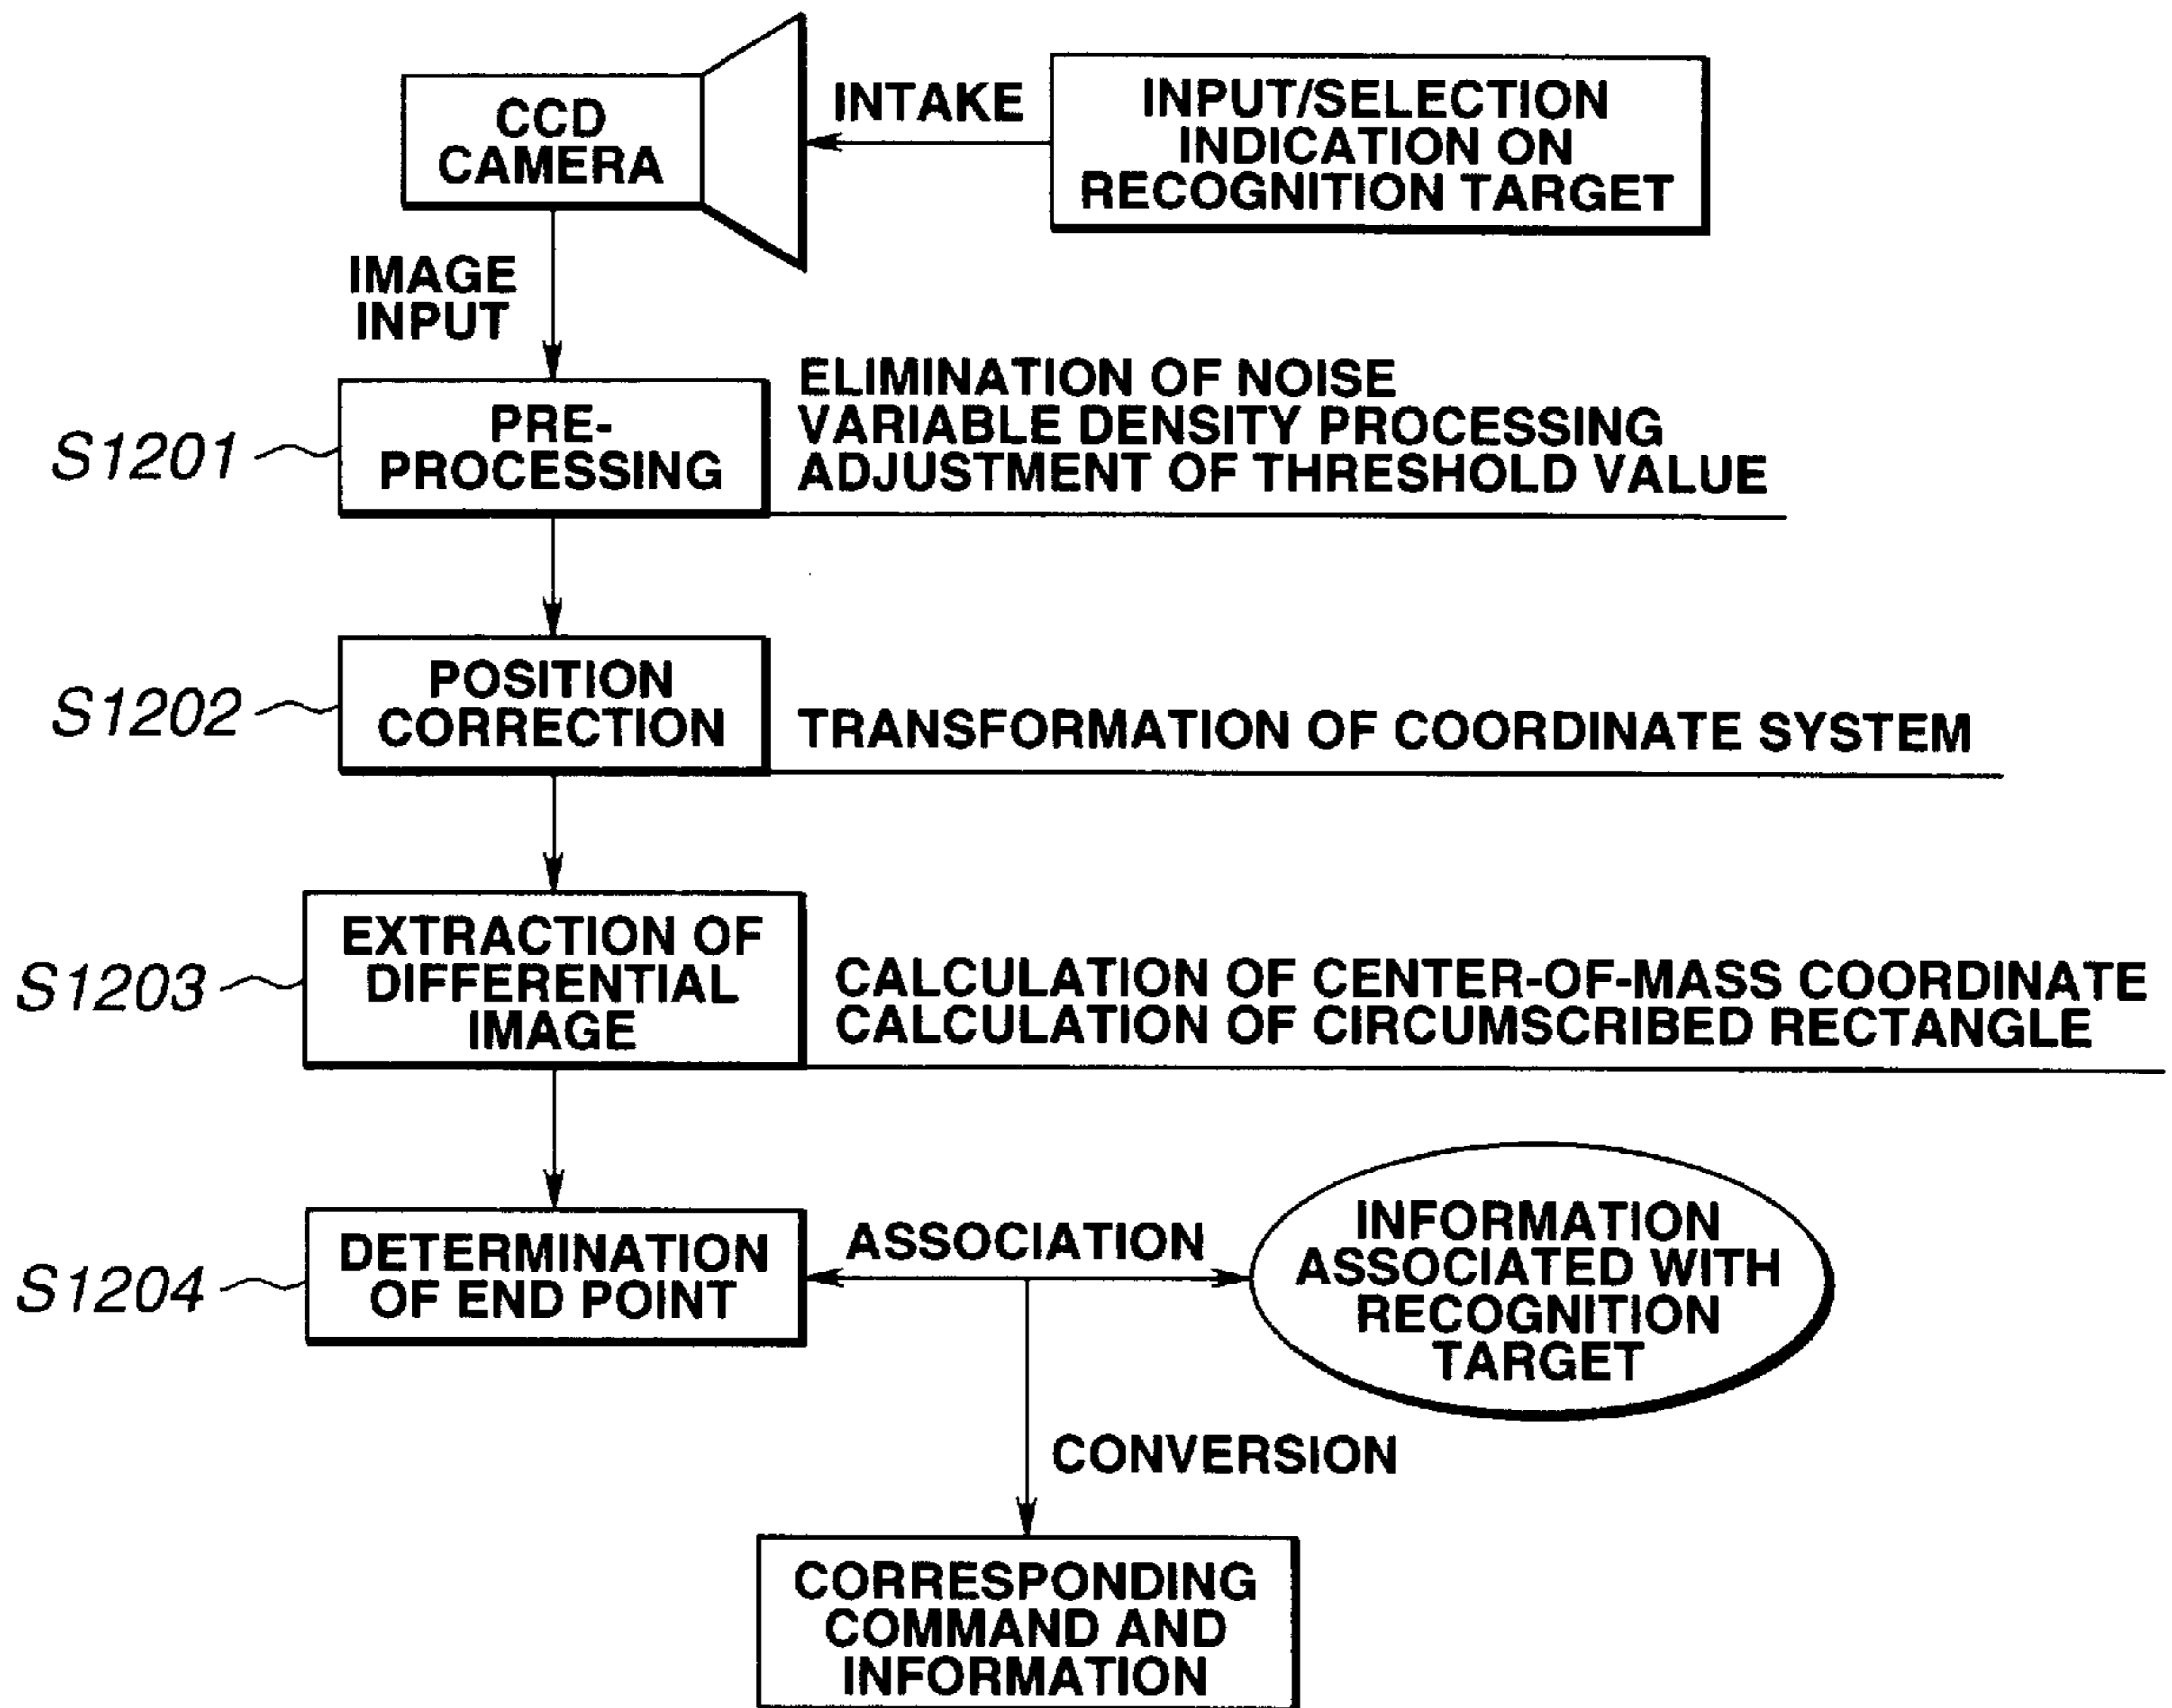 CCD
CAMERA
INTAKE
INPUT/SELECTION
INDICATION ON
RECOGNITION TARGET
IMAGE
INPUT
S1201
PRE-
PROCESSING
ELIMINATION OF NOISE
VARIABLE DENSITY PROCESSING
ADJUSTMENT OF THRESHOLD VALUE
S1202
POSITION
CORRECTION
TRANSFORMATION OF COORDINATE SYSTEM
S1203
EXTRACTION OF
DIFFERENTIAL
IMAGE
CALCULATION OF CENTER-OF-MASS COORDINATE
CALCULATION OF CIRCUMSCRIBED RECTANGLE
S1204
DETERMINATION
OF END POINT
ASSOCIATION
INFORMATION
ASSOCIATED WITH
RECOGNITION
TARGET
CONVERSION
CORRESPONDING
COMMAND AND
INFORMATION